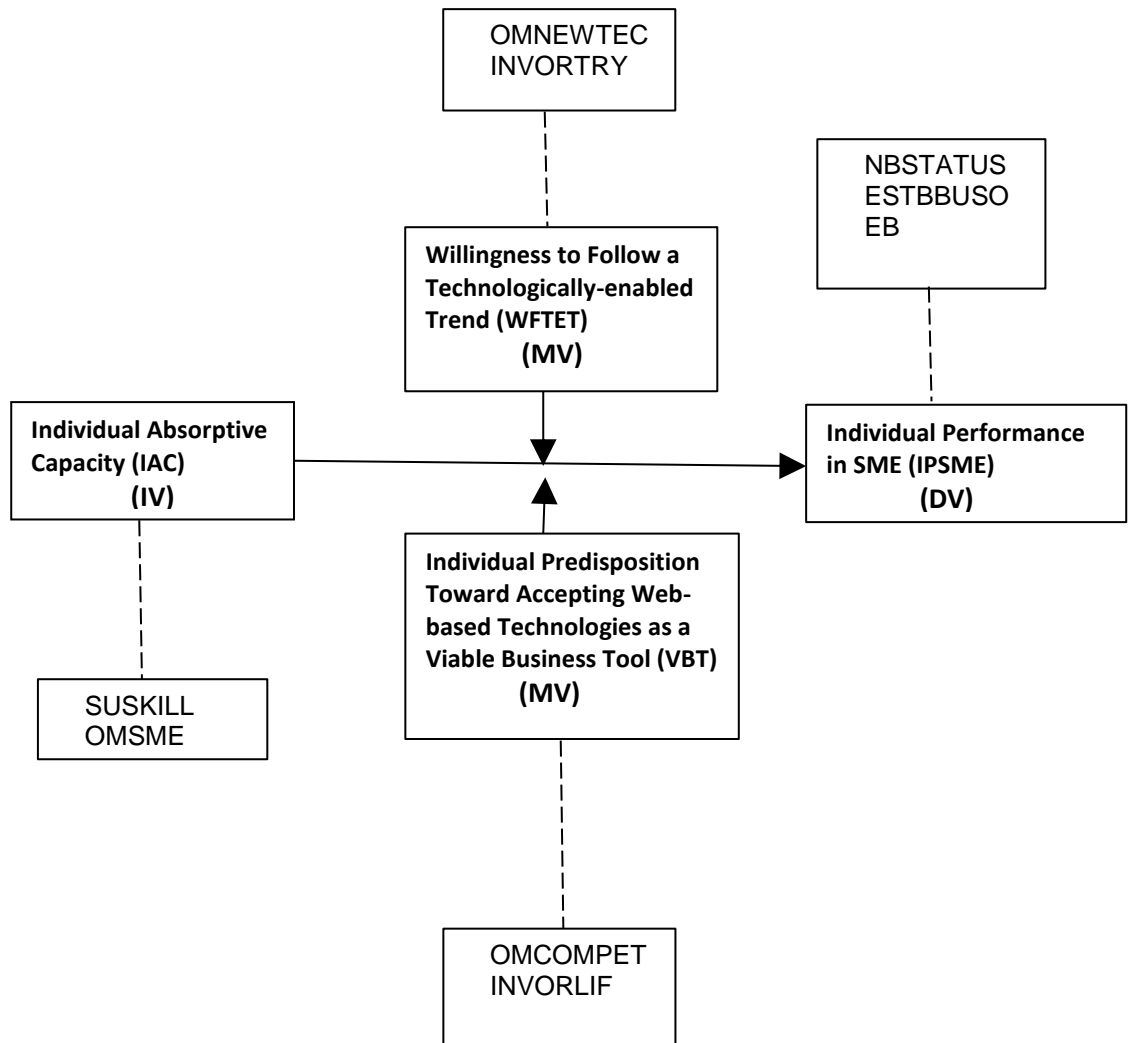 OMNEWTEC
INVORTRY
NBSTATUS
ESTBBUSO
EB
Willingness to Follow a
Technologically-enabled
Trend (WFTET)
(MV)
Individual Absorptive
Capacity (IAC)
(IV)
Individual Performance
in SME (IPSME)
(DV)
Individual Predisposition
Toward Accepting Web-
based Technologies as a
Viable Business Tool (VBT)
(MV)
SUSKILL
OMSME
OMCOMPET
INVORLIF